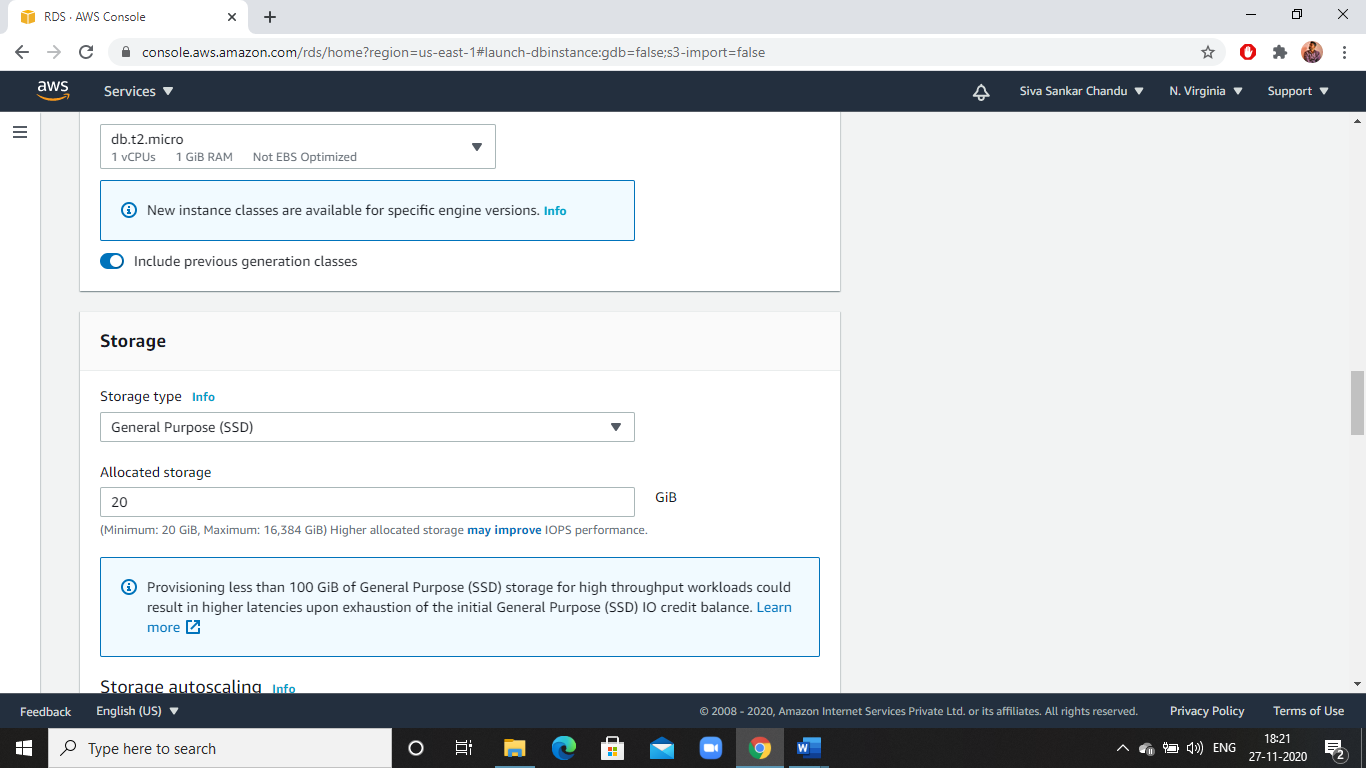 RDS · AWS Console
console.aws.amazon.com/rds/home?region=us-east-1#launch-dbinstance:gdb=false;s3-import=false
aws
Services
Siva Sankar Chandu
N. Virginia
Support
db.t2.micro
1 vCPUs 1 GiB RAM Not EBS Optimized
New instance classes are available for specific engine versions. Info
Include previous generation classes
Storage
Storage type Info
General Purpose (SSD)
Allocated storage
20
GiB
(Minimum: 20 GiB, Maximum: 16,384 GiB) Higher allocated storage may improve IOPS performance.
Provisioning less than 100 GiB of General Purpose (SSD) storage for high throughput workloads could
result in higher latencies upon exhaustion of the initial General Purpose (SSD) IO credit balance. Learn
more
Storage autoscaling Info
Feedback
English (US)
© 2008 - 2020, Amazon Internet Services Private Ltd. or its affiliates. All rights reserved.
Privacy Policy
Terms of Use
Type here to search
W
ENG
18:21
27-11-2020
2